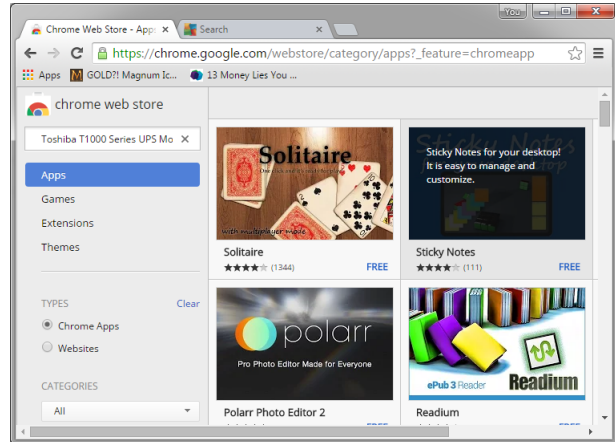 You
Chrome Web Store - Apps
Search
https://chrome.google.com/webstore/category/apps?_feature=chromeapp
Apps
GOLD?! Magnum Ic...
13 Money Lies You ...
chrome web store
Toshiba T1000 Series UPS Mo
Apps
Games
Extensions
Themes
TYPES
Clear
Chrome Apps
Websites
CATEGORIES
All
Solitaire
with multiplayer mode
Solitaire
(1344)
FREE
Sticky Notes for your desktop!
It is easy to manage and
customize.
Sticky Notes
(111)
FREE
polarr
Pro Photo Editor Made for Everyone
Polarr Photo Editor 2
ePub 3 Reader
Readium
Readium